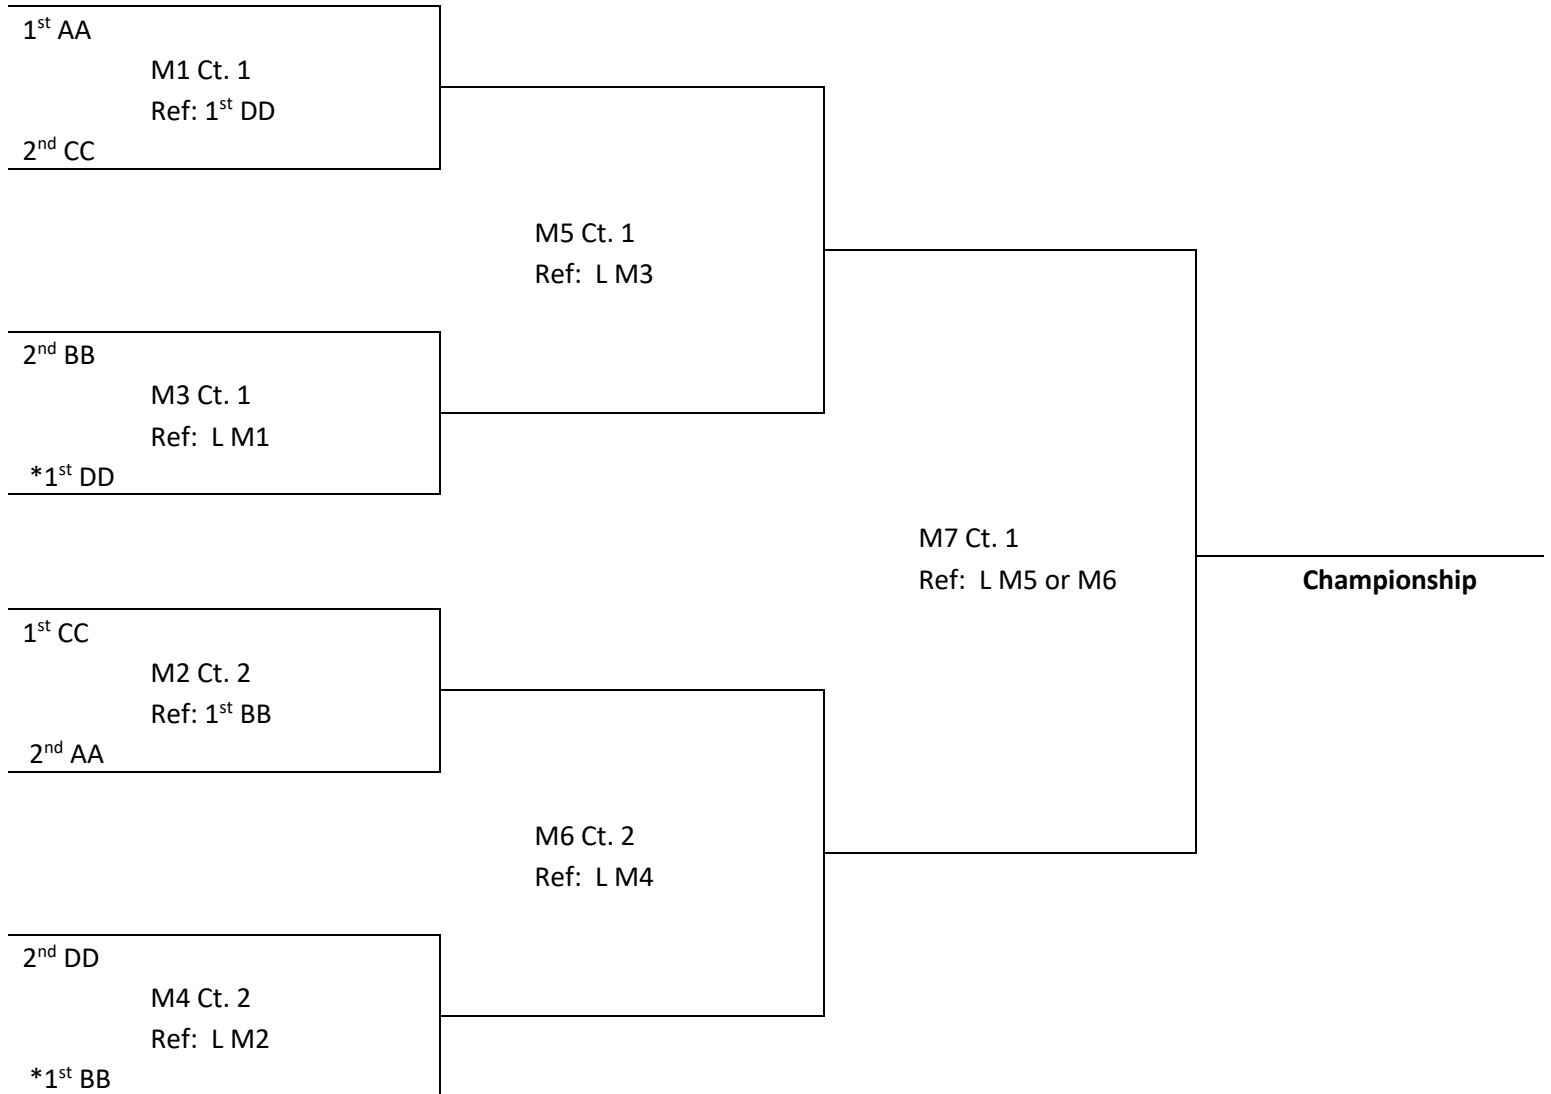 1st AA
M1 Ct. 1
Ref: 1st DD
2nd CC
M5 Ct. 1
Ref: L M3
2nd BB
M3 Ct. 1
Ref: L M1
*1st DD
M7 Ct. 1
Ref: L M5 or M6
Championship
1st CC
M2 Ct. 2
Ref: 1st BB
2nd AA
M6 Ct. 2
Ref: L M4
2nd DD
M4 Ct. 2
Ref: L M2
*1st BB